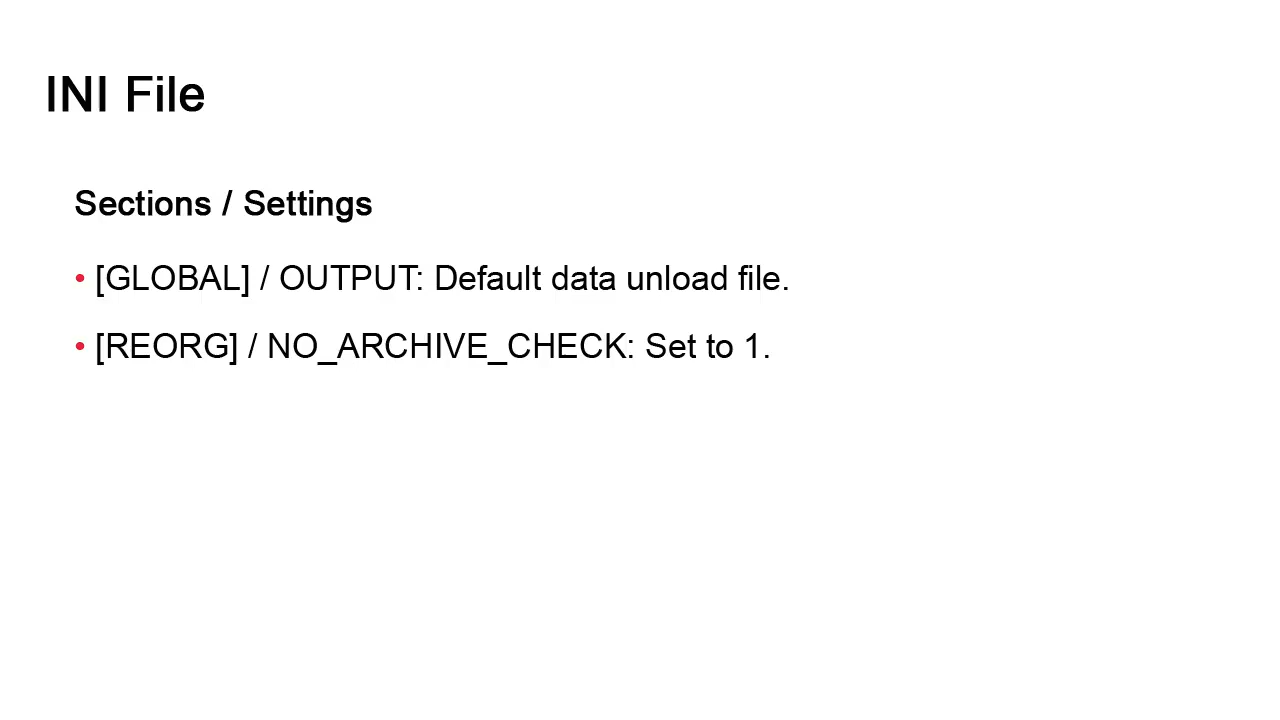 INI File
Sections / Settings
• [GLOBAL] / OUTPUT: Default data unload file.
• [REORG] / NO_ARCHIVE_CHECK: Set to 1.